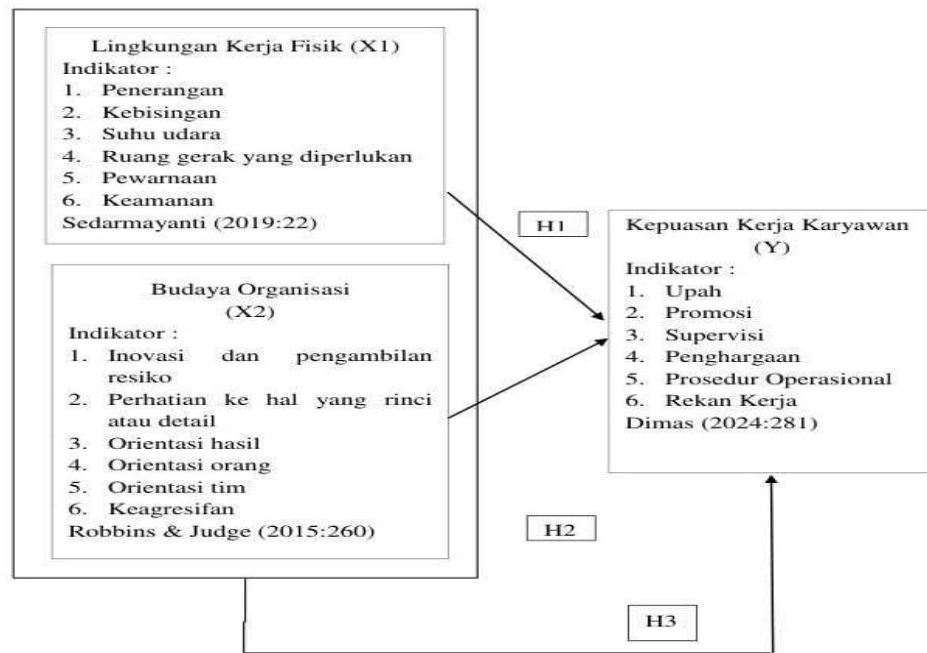 Lingkungan Kerja Fisik (X1)
Indikator :
1. Penerangan
2. Kebisingan
3. Suhu udara
4. Ruang gerak yang diperlukan
5. Pewarnaan
6. Keamanan
Sedarmayanti (2019:22)
Budaya Organisasi
(X2)
Indikator :
1. Inovasi dan pengambilan
resiko
2. Perhatian ke hal yang rinci
atau detail
3. Orientasi hasil
4. Orientasi orang
5. Orientasi tim
6. Keagresifan
Robbins & Judge (2015:260)
H1
Kepuasan Kerja Karyawan
(Y)
Indikator :
1. Upah
2. Promosi
3. Supervisi
4. Penghargaan
5. Prosedur Operasional
6. Rekan Kerja
Dimas (2024:281)
H2
H3